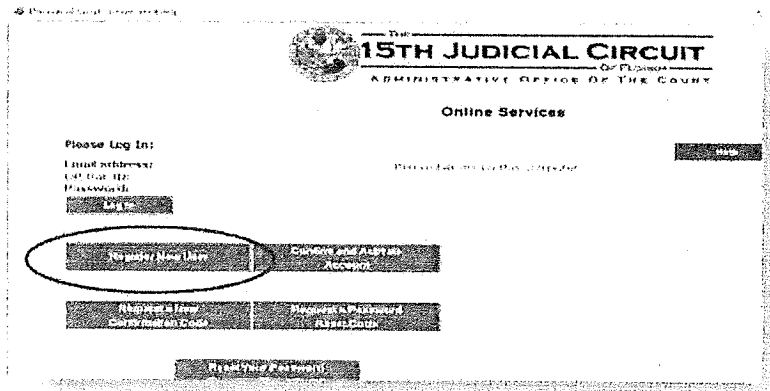 THE
15TH JUDICIAL CIRCUIT
OF FLORIDA
ADMINISTRATIVE OFFICE OF THE COURT
Online Services
Please Log In:
Help
Email Address:
Password:
Log In
Register New User
Confirm and Activate
Account
Request a New
Confirmation Code
Request a Password
Reset Code
Reset Your Password